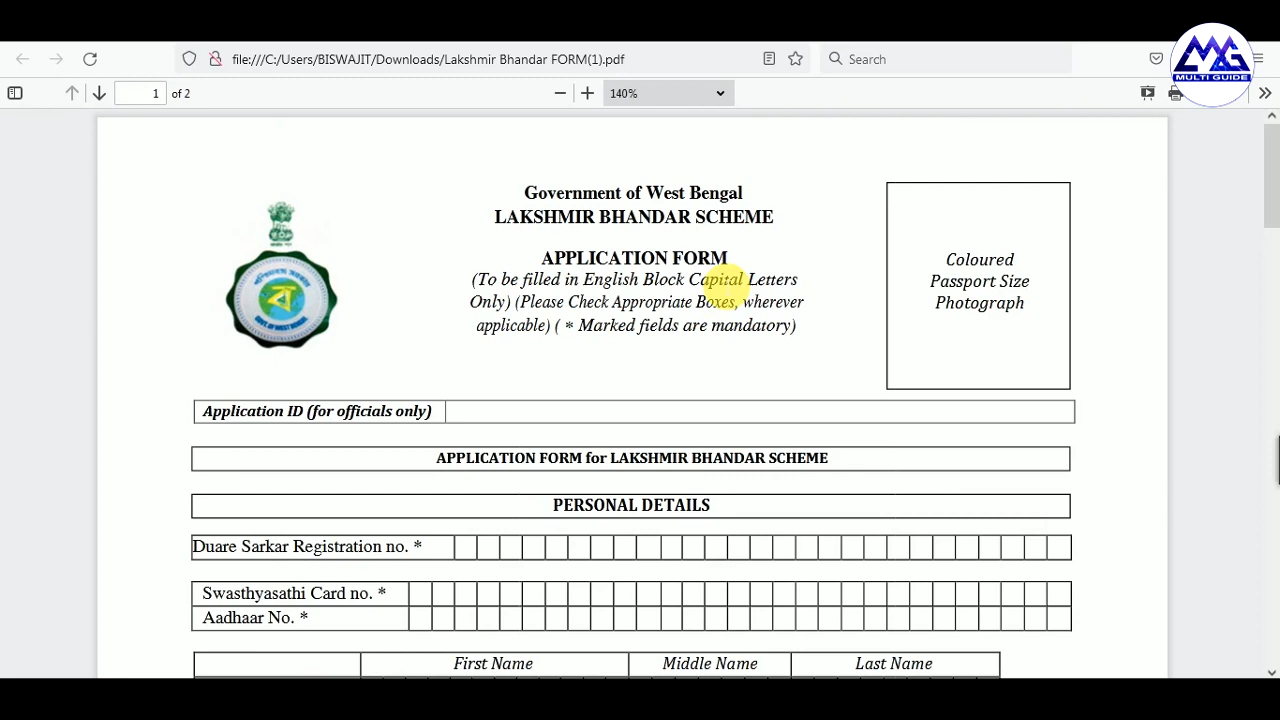 file:///C:/Users/BISWAJIT/Downloads/Lakshmir Bhandar FORM(1).pdf
Search
MULTI GUIDE
1 of 2
140%
Government of West Bengal
LAKSHMIR BHANDAR SCHEME
APPLICATION FORM
(To be filled in English Block Capital Letters
Only) (Please Check Appropriate Boxes, wherever
applicable) ( * Marked fields are mandatory)
Coloured
Passport Size
Photograph
Application ID (for officials only)
APPLICATION FORM for LAKSHMIR BHANDAR SCHEME
PERSONAL DETAILS
Duare Sarkar Registration no. *
Swasthyasathi Card no. *
Aadhaar No. *
First Name Middle Name Last Name